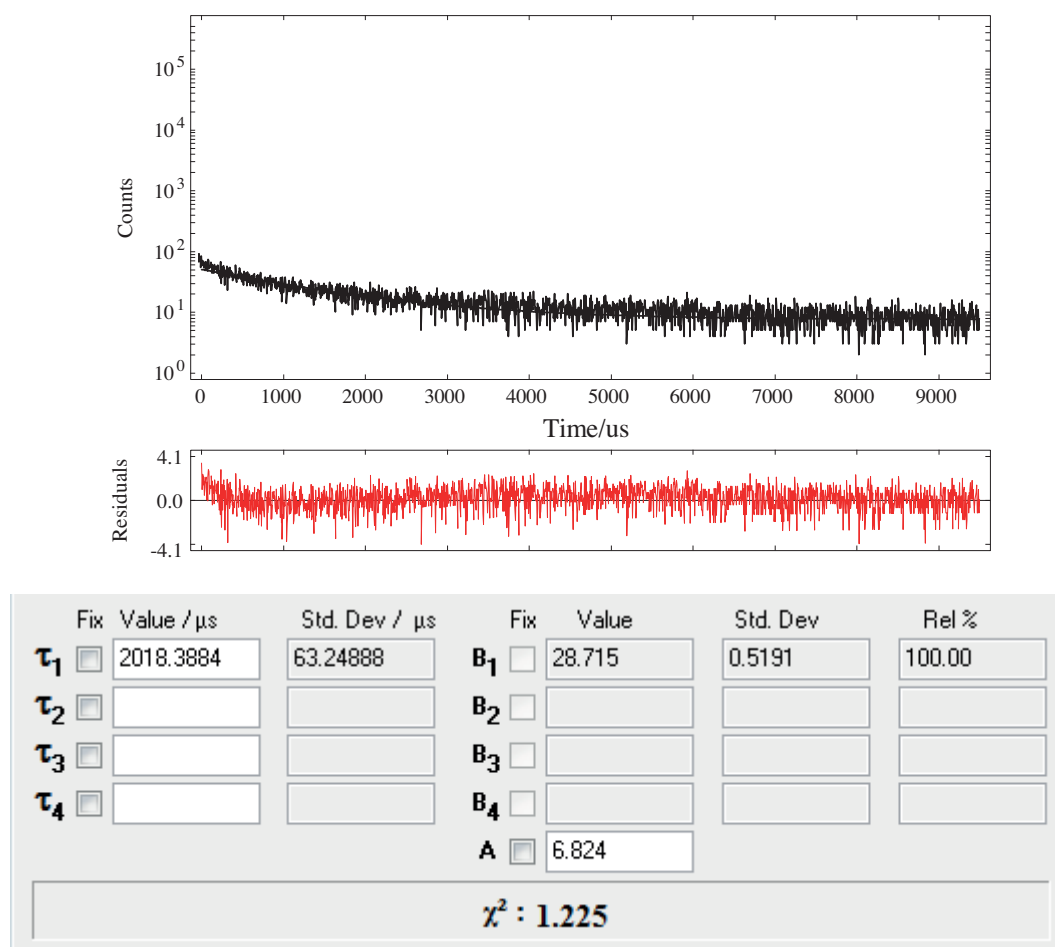 10^5
10^4
10^3
10^2
10^1
10^0
Counts
0 1000 2000 3000 4000 5000 6000 7000 8000 9000
Time/us
4.1
0.0
-4.1
Residuals
Fix Value / µs Std. Dev / µs Fix Value Std. Dev Rel %
τ1 2018.3884 63.24888 B1 28.715 0.5191 100.00
τ2 B2
τ3 B3
τ4 B4
A 6.824
χ² : 1.225